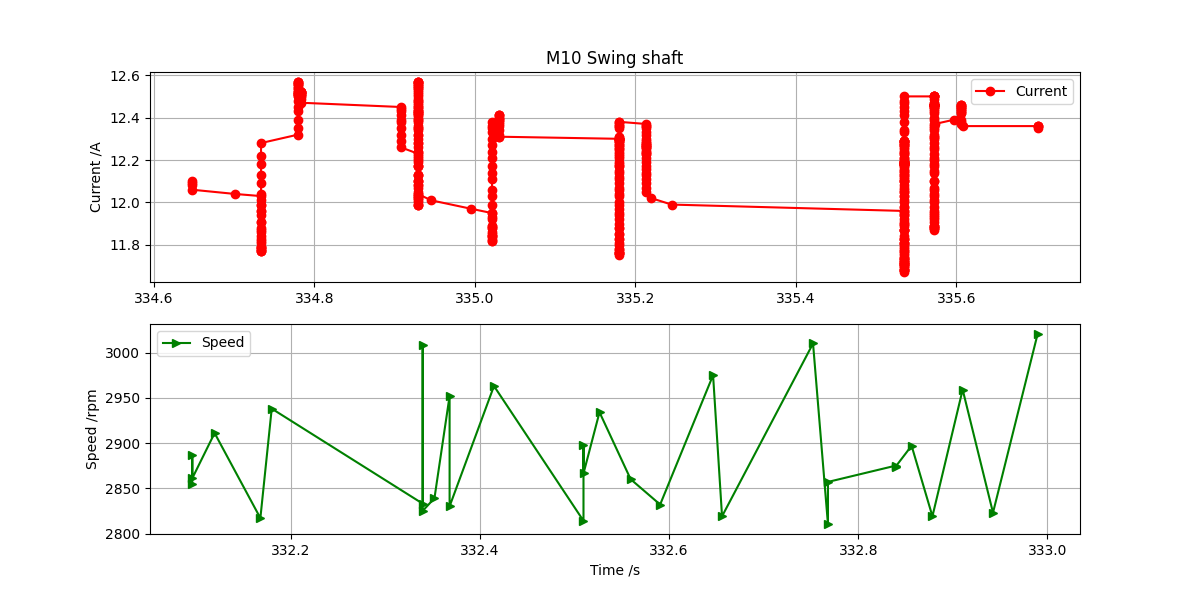 M10 Swing shaft
12.6
12.4
12.2
12.0
11.8
Current /A
Current
334.6 334.8 335.0 335.2 335.4 335.6
3000
2950
2900
2850
2800
Speed /rpm
Speed
332.2 332.4 332.6 332.8 333.0
Time /s